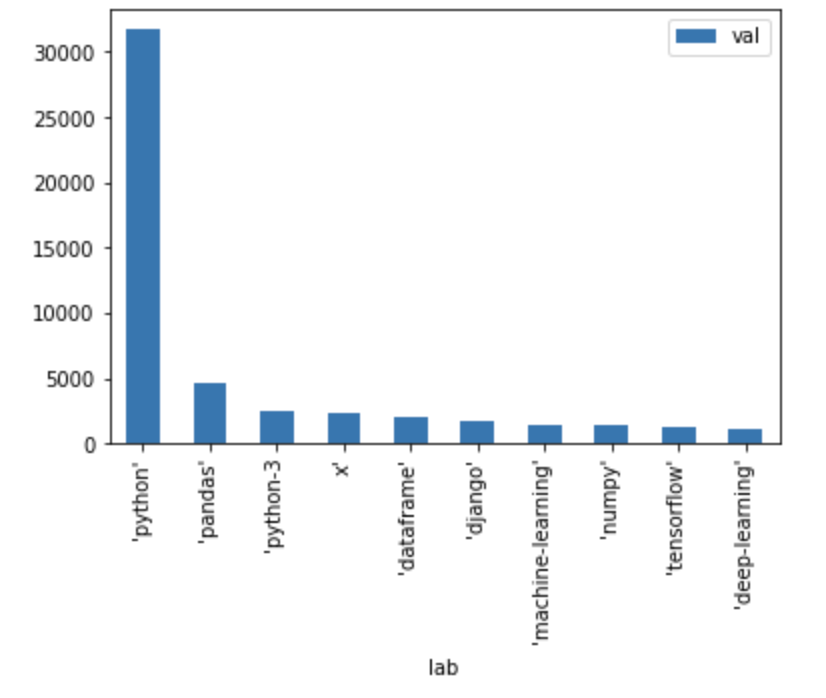 val
30000
25000
20000
15000
10000
5000
0
'python'
'pandas'
'python-3
x'
'dataframe'
'django'
'machine-learning'
'numpy'
'tensorflow'
'deep-learning'
lab